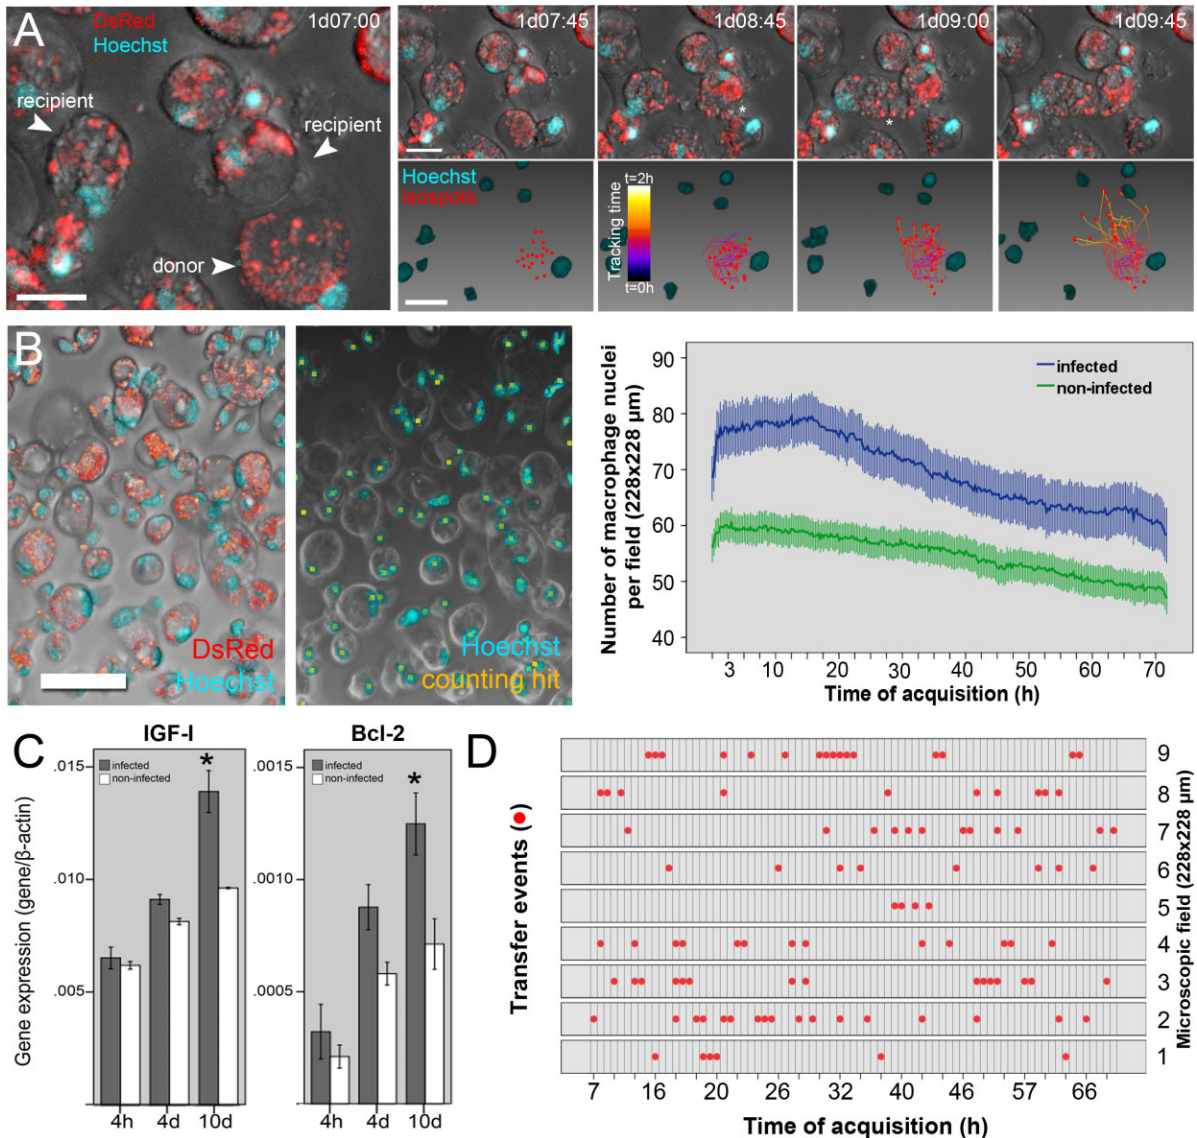 A
DsRed
Hoechst
1d07:00
recipient
recipient
donor
1d07:45
1d08:45
*
1d09:00
*
1d09:45
Hoechst
isospots
Tracking time
t=2h
t=0h
B
DsRed
Hoechst
Hoechst
counting hit
Number of macrophage nuclei
per field (228x228 µm)
90
80
70
60
50
40
infected
non-infected
3 10 20 30 40 50 60 70
Time of acquisition (h)
C
IGF-I
Bcl-2
Gene expression (gene/β-actin)
.015
.010
.005
infected
non-infected
*
4h 4d 10d
.0015
.0010
.0005
infected
non-infected
*
4h 4d 10d
D
Transfer events (●)
9
8
7
6
5
4
3
2
1
Microscopic field (228x228 µm)
7 16 20 26 32 40 46 57 66
Time of acquisition (h)